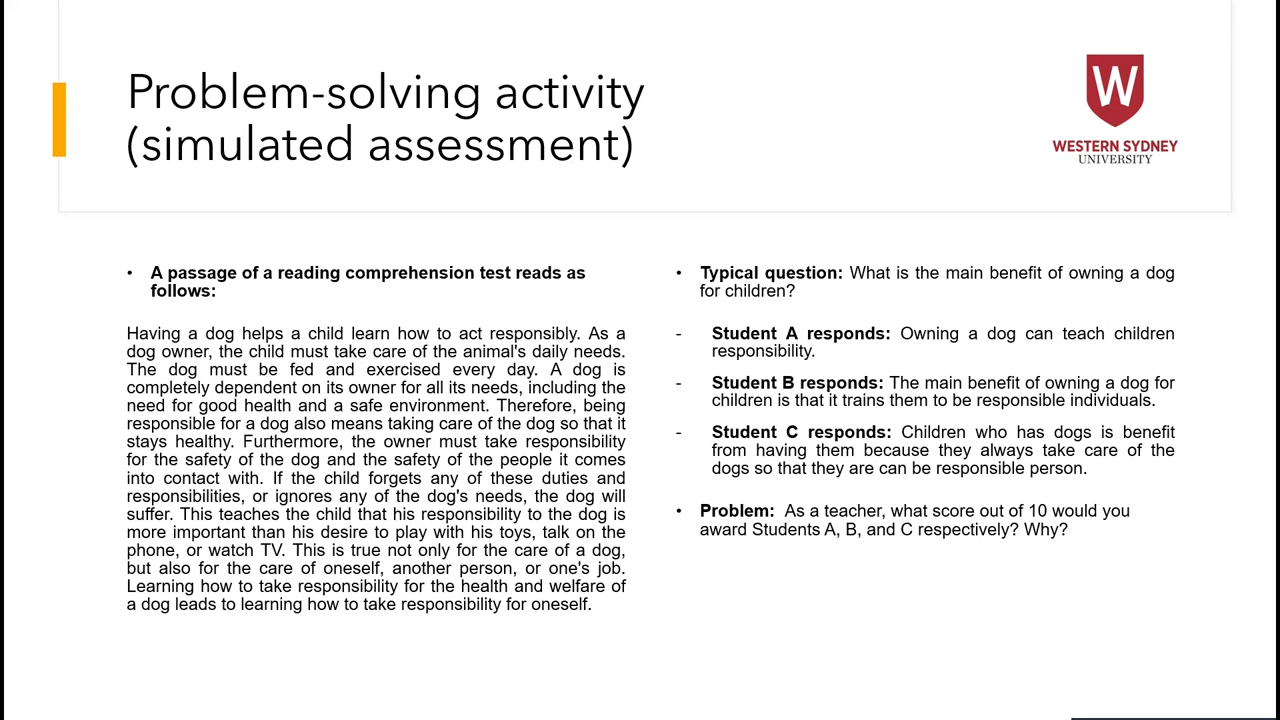 Problem-solving activity
(simulated assessment)
W
WESTERN SYDNEY
UNIVERSITY
• A passage of a reading comprehension test reads as
follows:
Having a dog helps a child learn how to act responsibly. As a
dog owner, the child must take care of the animal's daily needs.
The dog must be fed and exercised every day. A dog is
completely dependent on its owner for all its needs, including the
need for good health and a safe environment. Therefore, being
responsible for a dog also means taking care of the dog so that it
stays healthy. Furthermore, the owner must take responsibility
for the safety of the dog and the safety of the people it comes
into contact with. If the child forgets any of these duties and
responsibilities, or ignores any of the dog's needs, the dog will
suffer. This teaches the child that his responsibility to the dog is
more important than his desire to play with his toys, talk on the
phone, or watch TV. This is true not only for the care of a dog,
but also for the care of oneself, another person, or one's job.
Learning how to take responsibility for the health and welfare of
a dog leads to learning how to take responsibility for oneself.
• Typical question: What is the main benefit of owning a dog
for children?
- Student A responds: Owning a dog can teach children
responsibility.
- Student B responds: The main benefit of owning a dog for
children is that it trains them to be responsible individuals.
- Student C responds: Children who has dogs is benefit
from having them because they always take care of the
dogs so that they are can be responsible person.
• Problem: As a teacher, what score out of 10 would you
award Students A, B, and C respectively? Why?